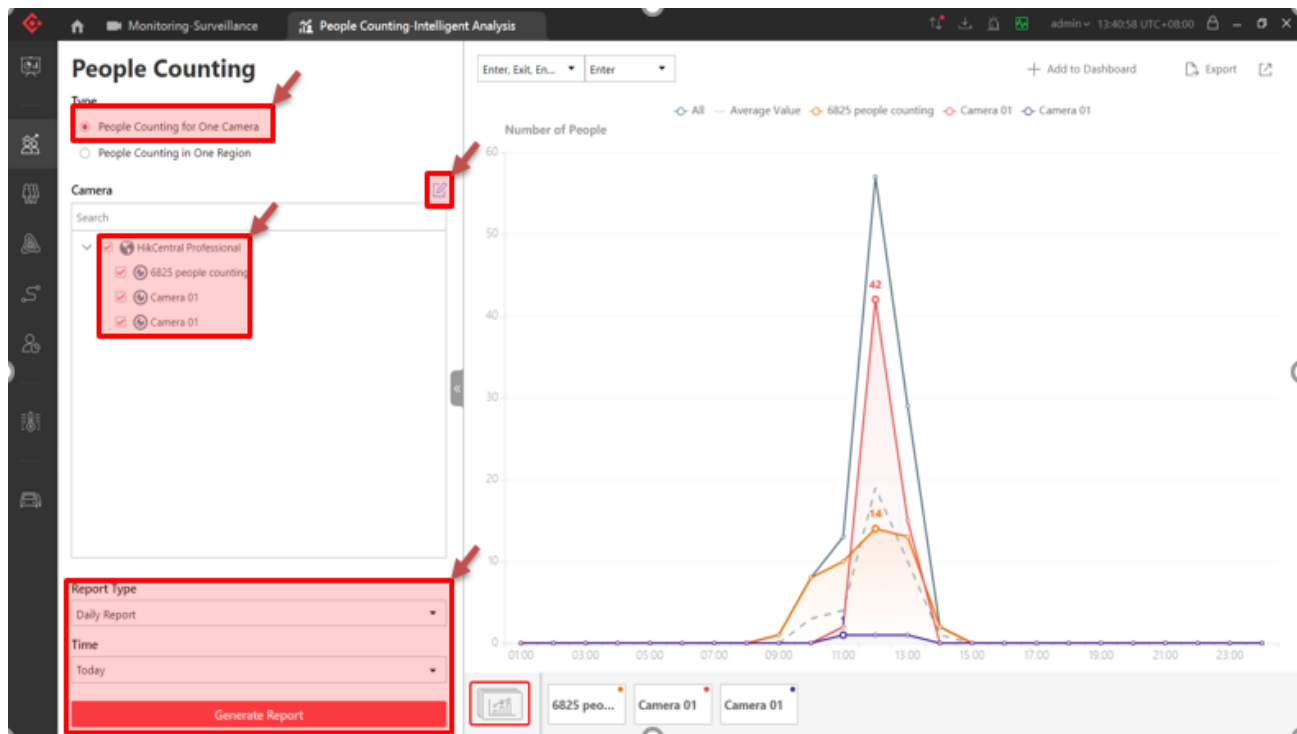 Monitoring-Surveillance
People Counting-Intelligent Analysis
admin
13:40:58 UTC+08:00
People Counting
Type
People Counting for One Camera
People Counting in One Region
Camera
Search
HikCentral Professional
6825 people counting
Camera 01
Camera 01
Report Type
Daily Report
Time
Today
Generate Report
Enter, Exit, En...
Enter
Add to Dashboard
Export
All
Average Value
6825 people counting
Camera 01
Camera 01
Number of People
60
50
42
40
30
20
14
10
0
01:00 03:00 05:00 07:00 09:00 11:00 13:00 15:00 17:00 19:00 21:00 23:00
6825 peo...
Camera 01
Camera 01